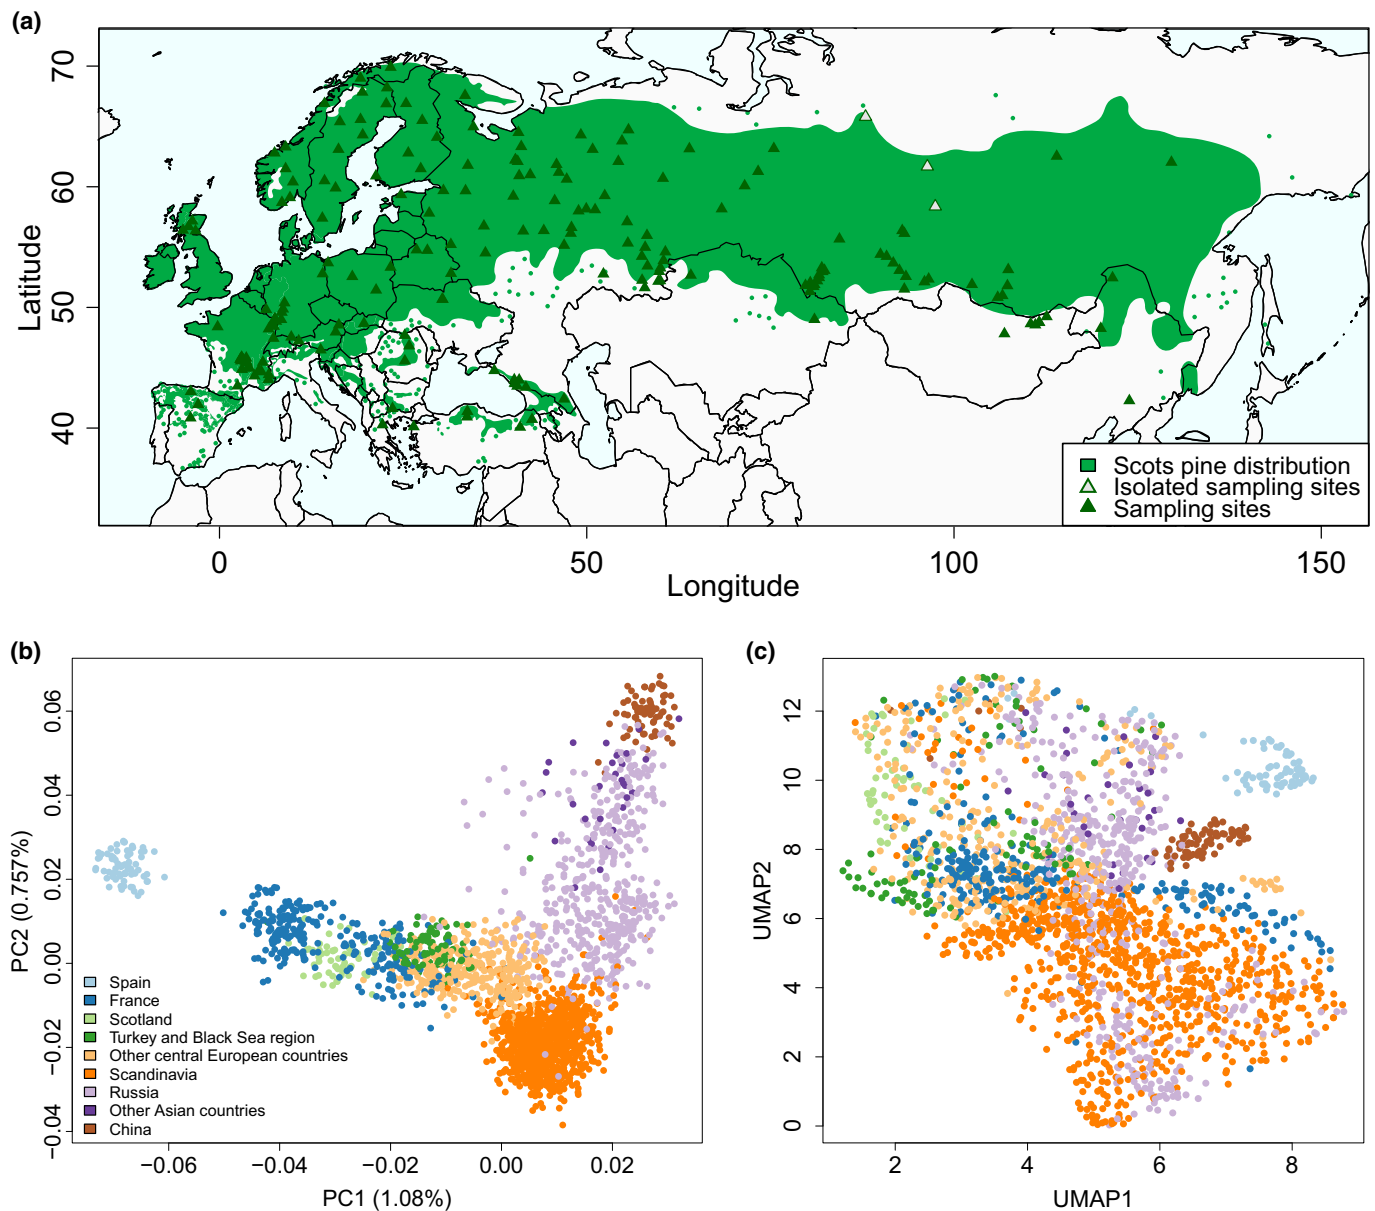 (a)
70
60
50
40
Latitude
Scots pine distribution
Isolated sampling sites
Sampling sites
0 50 100 150
Longitude
(b)
0.06
0.04
0.02
0.00
−0.02
−0.04
PC2 (0.757%)
Spain
France
Scotland
Turkey and Black Sea region
Other central European countries
Scandinavia
Russia
Other Asian countries
China
−0.06 −0.04 −0.02 0.00 0.02
PC1 (1.08%)
(c)
12
10
8
6
4
2
0
UMAP2
2 4 6 8
UMAP1